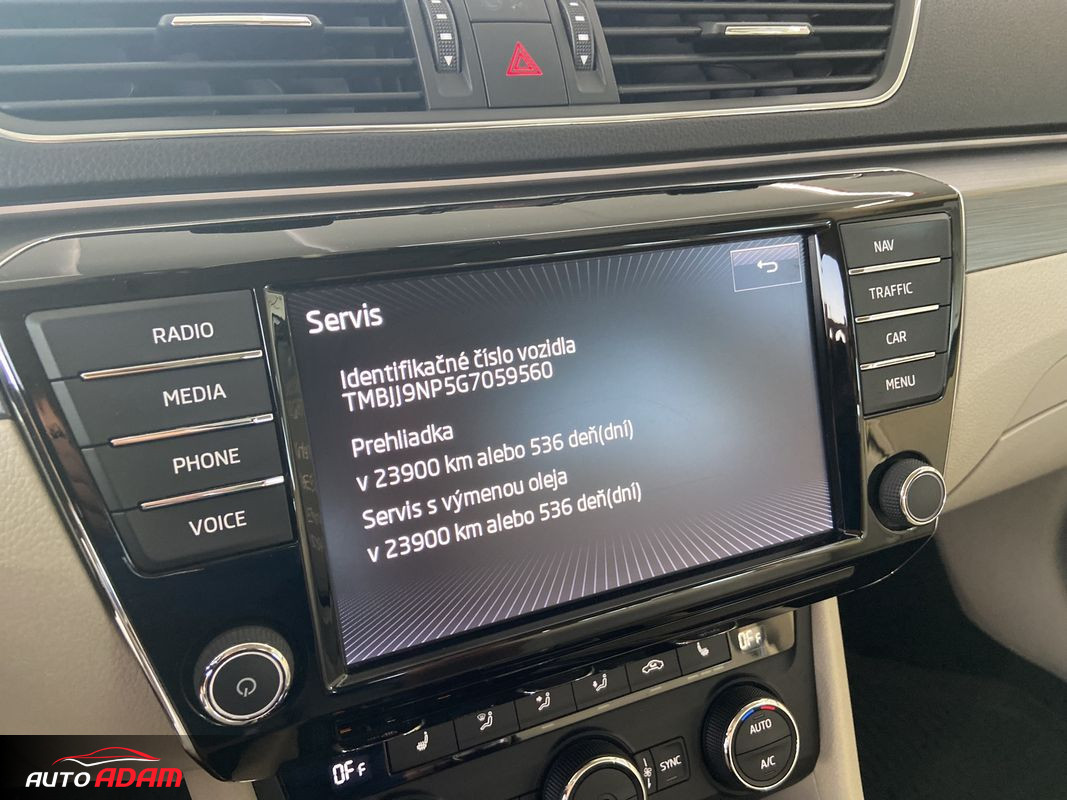 RADIO
MEDIA
PHONE
VOICE
Servis
Identifikačné číslo vozidla
TMBJJ9NP5G7059560
Prehliadka
v 23900 km alebo 536 deň(dní)
Servis s výmenou oleja
v 23900 km alebo 536 deň(dní)
NAV
TRAFFIC
CAR
MENU
OFF
OFF
SYNC
AUTO
A/C
AUTO ADAM